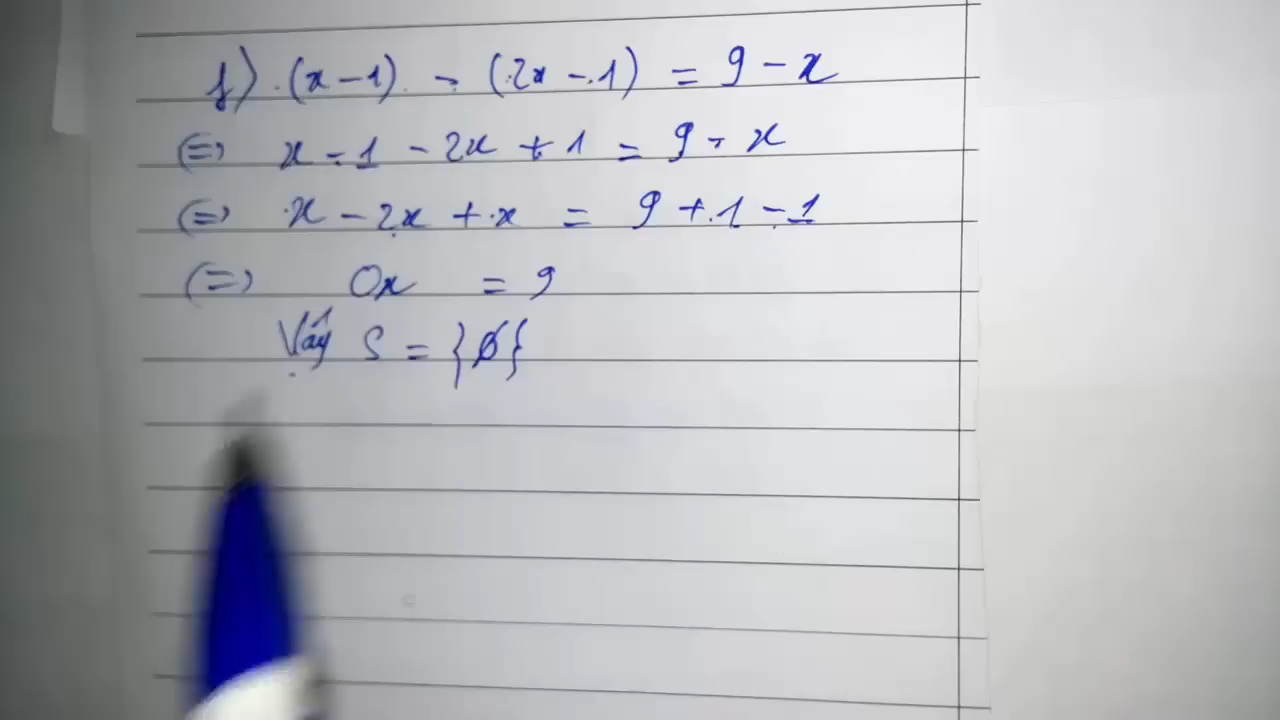 f) (x - 1) - (2x - 1) = 9 - x
(=) x - 1 - 2x + 1 = 9 - x
(=) x - 2x + x = 9 + 1 - 1
(=) 0x = 9
Vậy S = {∅}